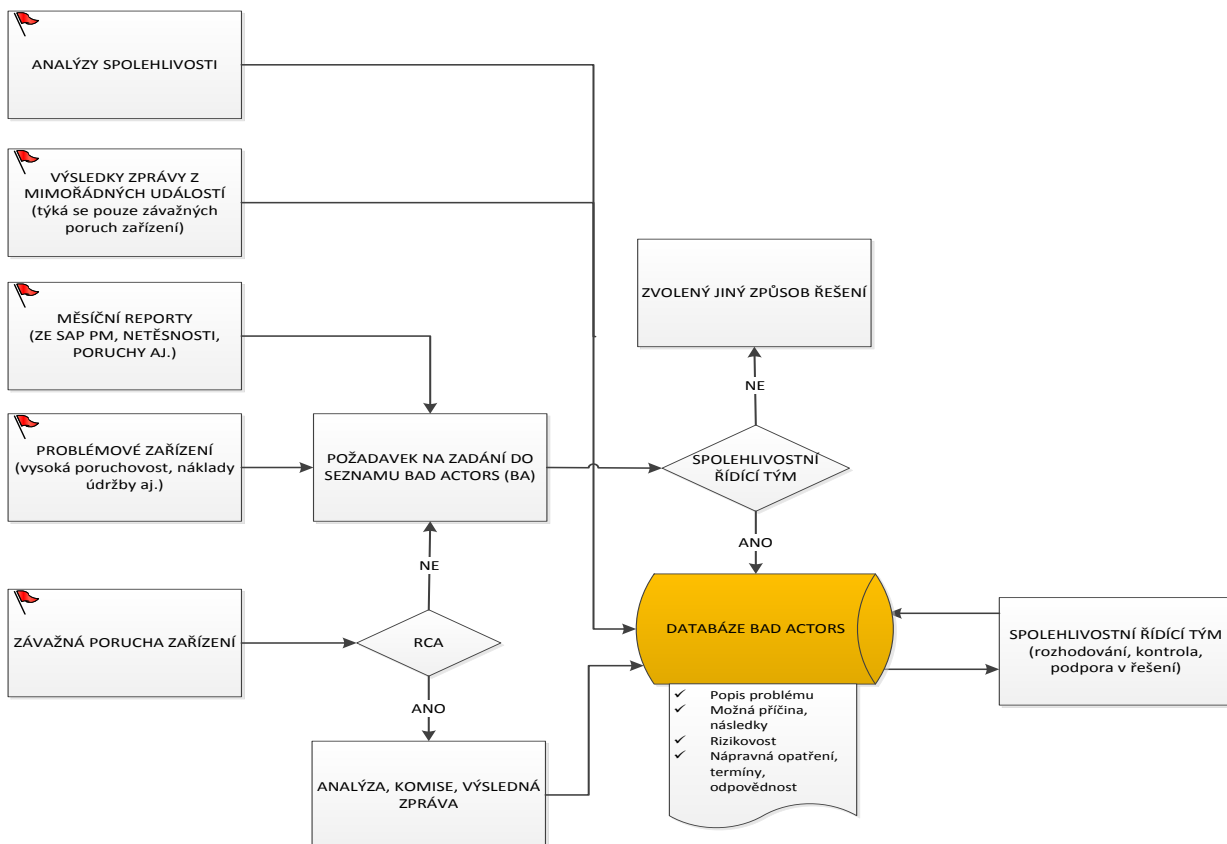 ANALÝZY SPOLEHLIVOSTI
VÝSLEDKY ZPRÁVY Z
MIMOŘÁDNÝCH UDÁLOSTÍ
(týká se pouze závažných
poruch zařízení)
ZVOLENÝ JINÝ ZPŮSOB ŘEŠENÍ
MĚSÍČNÍ REPORTY
(ZE SAP PM, NETĚSNOSTI,
PORUCHY AJ.)
NE
PROBLÉMOVÉ ZAŘÍZENÍ
(vysoká poruchovost, náklady
údržby aj.)
POŽADAVEK NA ZADÁNÍ DO
SEZNAMU BAD ACTORS (BA)
SPOLEHLIVOSTNÍ
ŘÍDÍCÍ TÝM
ANO
NE
ZÁVAŽNÁ PORUCHA ZAŘÍZENÍ
RCA
DATABÁZE BAD ACTORS
SPOLEHLIVOSTNÍ ŘÍDÍCÍ TÝM
(rozhodování, kontrola,
podpora v řešení)
ANO
✓ Popis problému
✓ Možná příčina,
následky
✓ Rizikovost
✓ Nápravná opatření,
termíny,
odpovědnost
ANALÝZA, KOMISE, VÝSLEDNÁ
ZPRÁVA